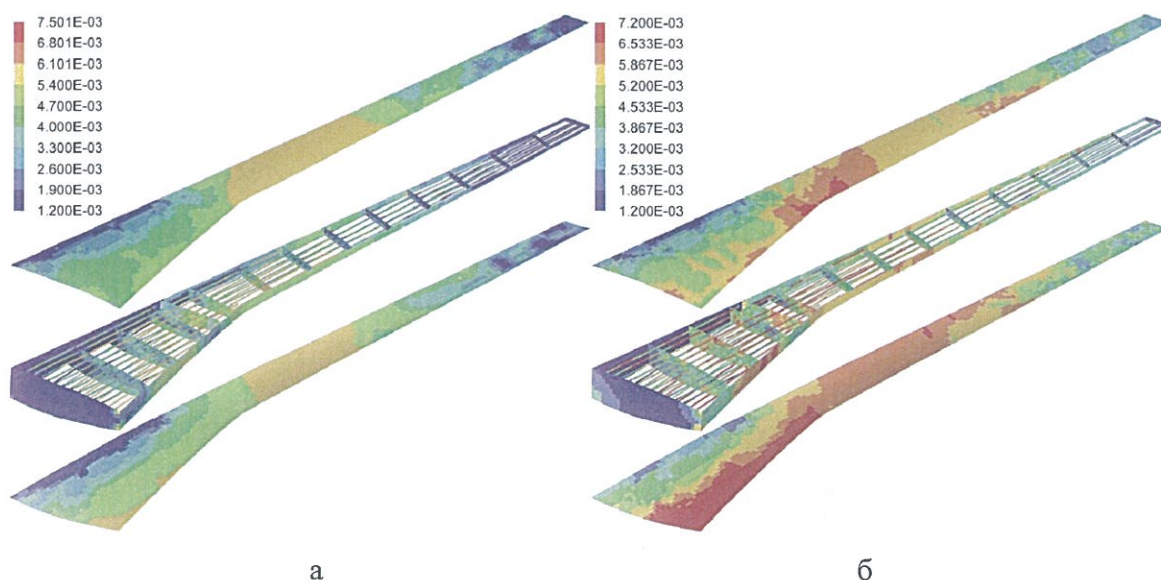 7.501E-03
6.801E-03
6.101E-03
5.400E-03
4.700E-03
4.000E-03
3.300E-03
2.600E-03
1.900E-03
1.200E-03
7.200E-03
6.533E-03
5.867E-03
5.200E-03
4.533E-03
3.867E-03
3.200E-03
2.533E-03
1.867E-03
1.200E-03
а
б